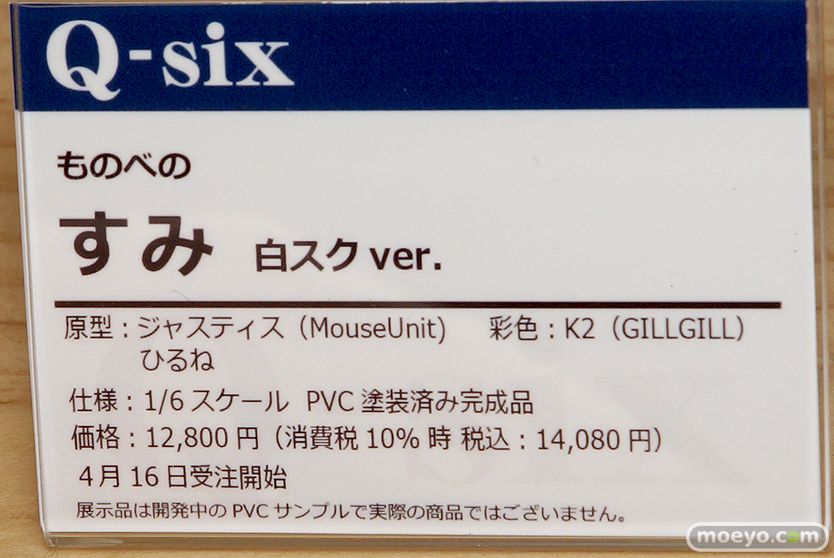 Q-six
ものべの
すみ 白スク ver.
原型：ジャスティス（MouseUnit） 彩色：K2（GILLGILL）
ひるね
仕様：1/6 スケール PVC 塗装済み完成品
価格：12,800 円（消費税 10% 時 税込：14,080 円）
4月 16 日受注開始
展示品は開発中の PVC サンプルで実際の商品ではございません。
moeyo.com